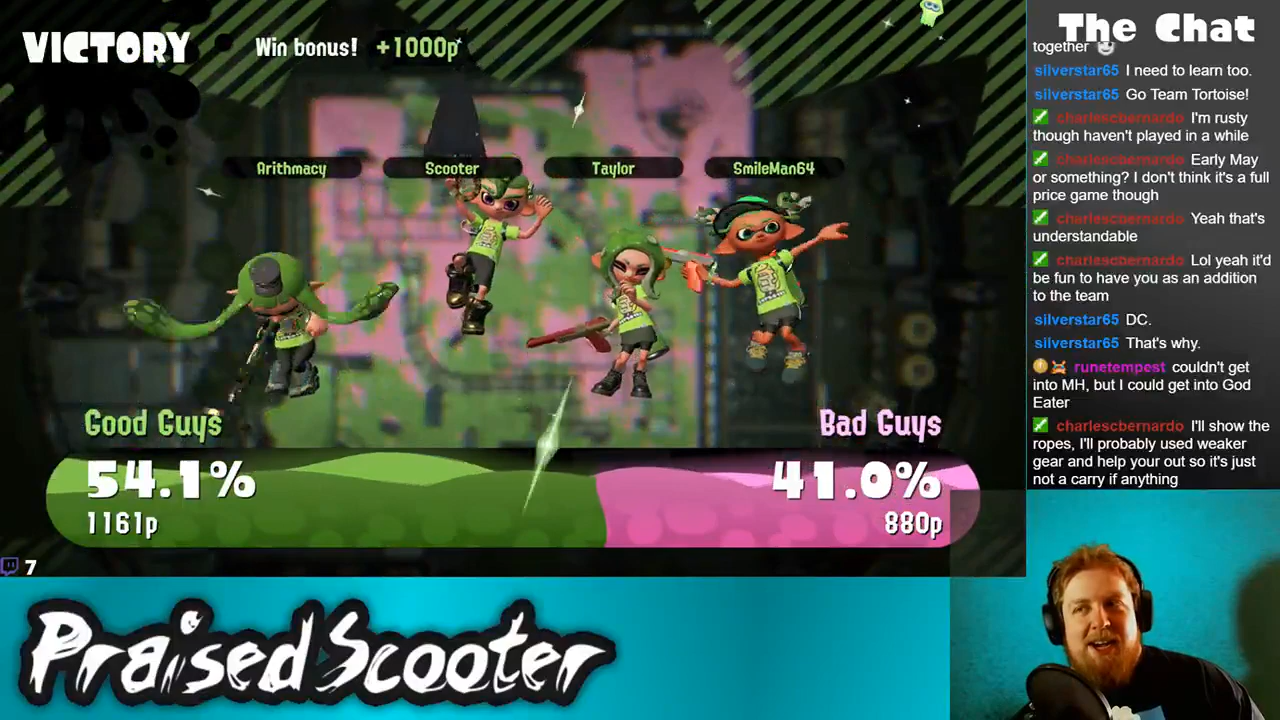 VICTORY
Win bonus! +1000p
Arithmacy
Scooter
Taylor
SmileMan64
Good Guys
Bad Guys
54.1%
41.0%
1161p
880p
7
PraisedScooter
The Chat
together
silverstar65 I need to learn too.
silverstar65 Go Team Tortoise!
charlescbernardo I'm rusty
though haven't played in a while
charlescbernardo Early May
or something? I don't think it's a full
price game though
charlescbernardo Yeah that's
understandable
charlescbernardo Lol yeah it'd
be fun to have you as an addition
to the team
silverstar65 DC.
silverstar65 That's why.
runetempest couldn't get
into MH, but I could get into God
Eater
charlescbernardo I'll show the
ropes, I'll probably used weaker
gear and help your out so it's just
not a carry if anything